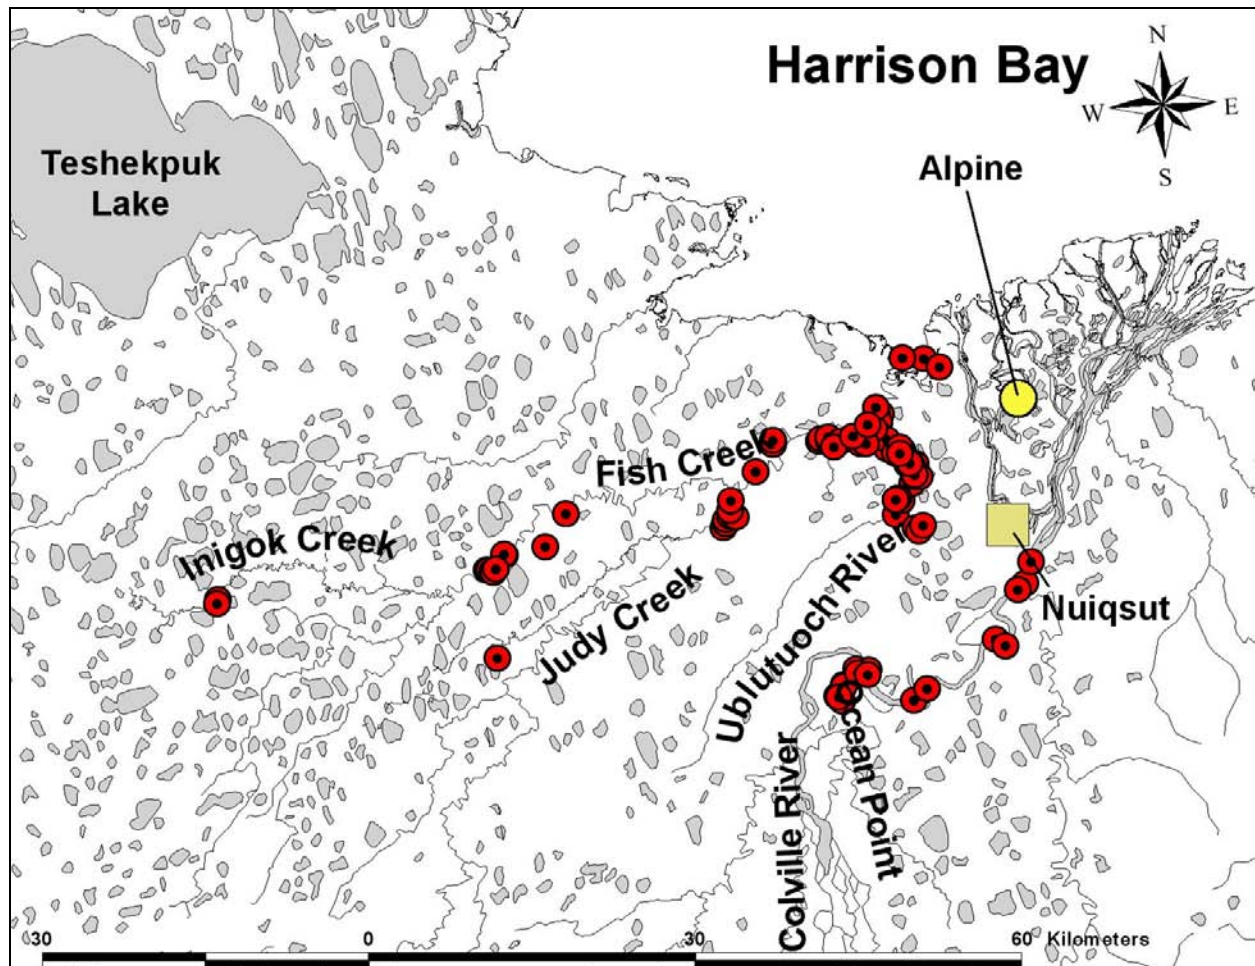 Harrison Bay
N
W
E
S
Teshekpuk
Lake
Alpine
Fish Creek
Inigok Creek
Judy Creek
Ublutuoch River
Nuiqsut
Ocean Point
Colville River
30
0
30
60 Kilometers